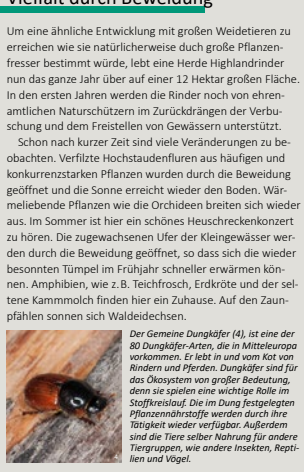 Vielfalt durch Beweidung
Um eine ähnliche Entwicklung mit großen Weidetieren zu
erreichen wie sie natürlicherweise duch große Pflanzen-
fresser bestimmt würde, lebt eine Herde Highlandrinder
nun das ganze Jahr über auf einer 12 Hektar großen Fläche.
In den ersten Jahren werden die Rinder noch von ehren-
amtlichen Naturschützern im Zurückdrängen der Verbu-
schung und dem Freistellen von Gewässern unterstützt.
Schon nach kurzer Zeit sind viele Veränderungen zu be-
obachten. Verfilzte Hochstaudenfluren aus häufigen und
konkurrenzstarken Pflanzen wurden durch die Beweidung
geöffnet und die Sonne erreicht wieder den Boden. Wär-
meliebende Pflanzen wie die Orchideen breiten sich wieder
aus. Im Sommer ist hier ein schönes Heuschreckenkonzert
zu hören. Die zugewachsenen Ufer der Kleingewässer wer-
den durch die Beweidung geöffnet, so dass sich die wieder
besonnten Tümpel im Frühjahr schneller erwärmen kön-
nen. Amphibien, wie z.B. Teichfrosch, Erdkröte und der sel-
tene Kammmolch finden hier ein Zuhause. Auf den Zaun-
pfählen sonnen sich Waldeidechsen.
Der Gemeine Dungkäfer (4), ist eine der
80 Dungkäfer-Arten, die in Mitteleuropa
vorkommen. Er lebt in und vom Kot von
Rindern und Pferden. Dungkäfer sind für
das Ökosystem von großer Bedeutung,
denn sie spielen eine wichtige Rolle im
Stoffkreislauf. Die im Dung festgelegten
Pflanzennährstoffe werden durch ihre
Tätigkeit wieder verfügbar. Außerdem
sind die Tiere selber Nahrung für andere
Tiergruppen, wie andere Insekten, Repti-
lien und Vögel.